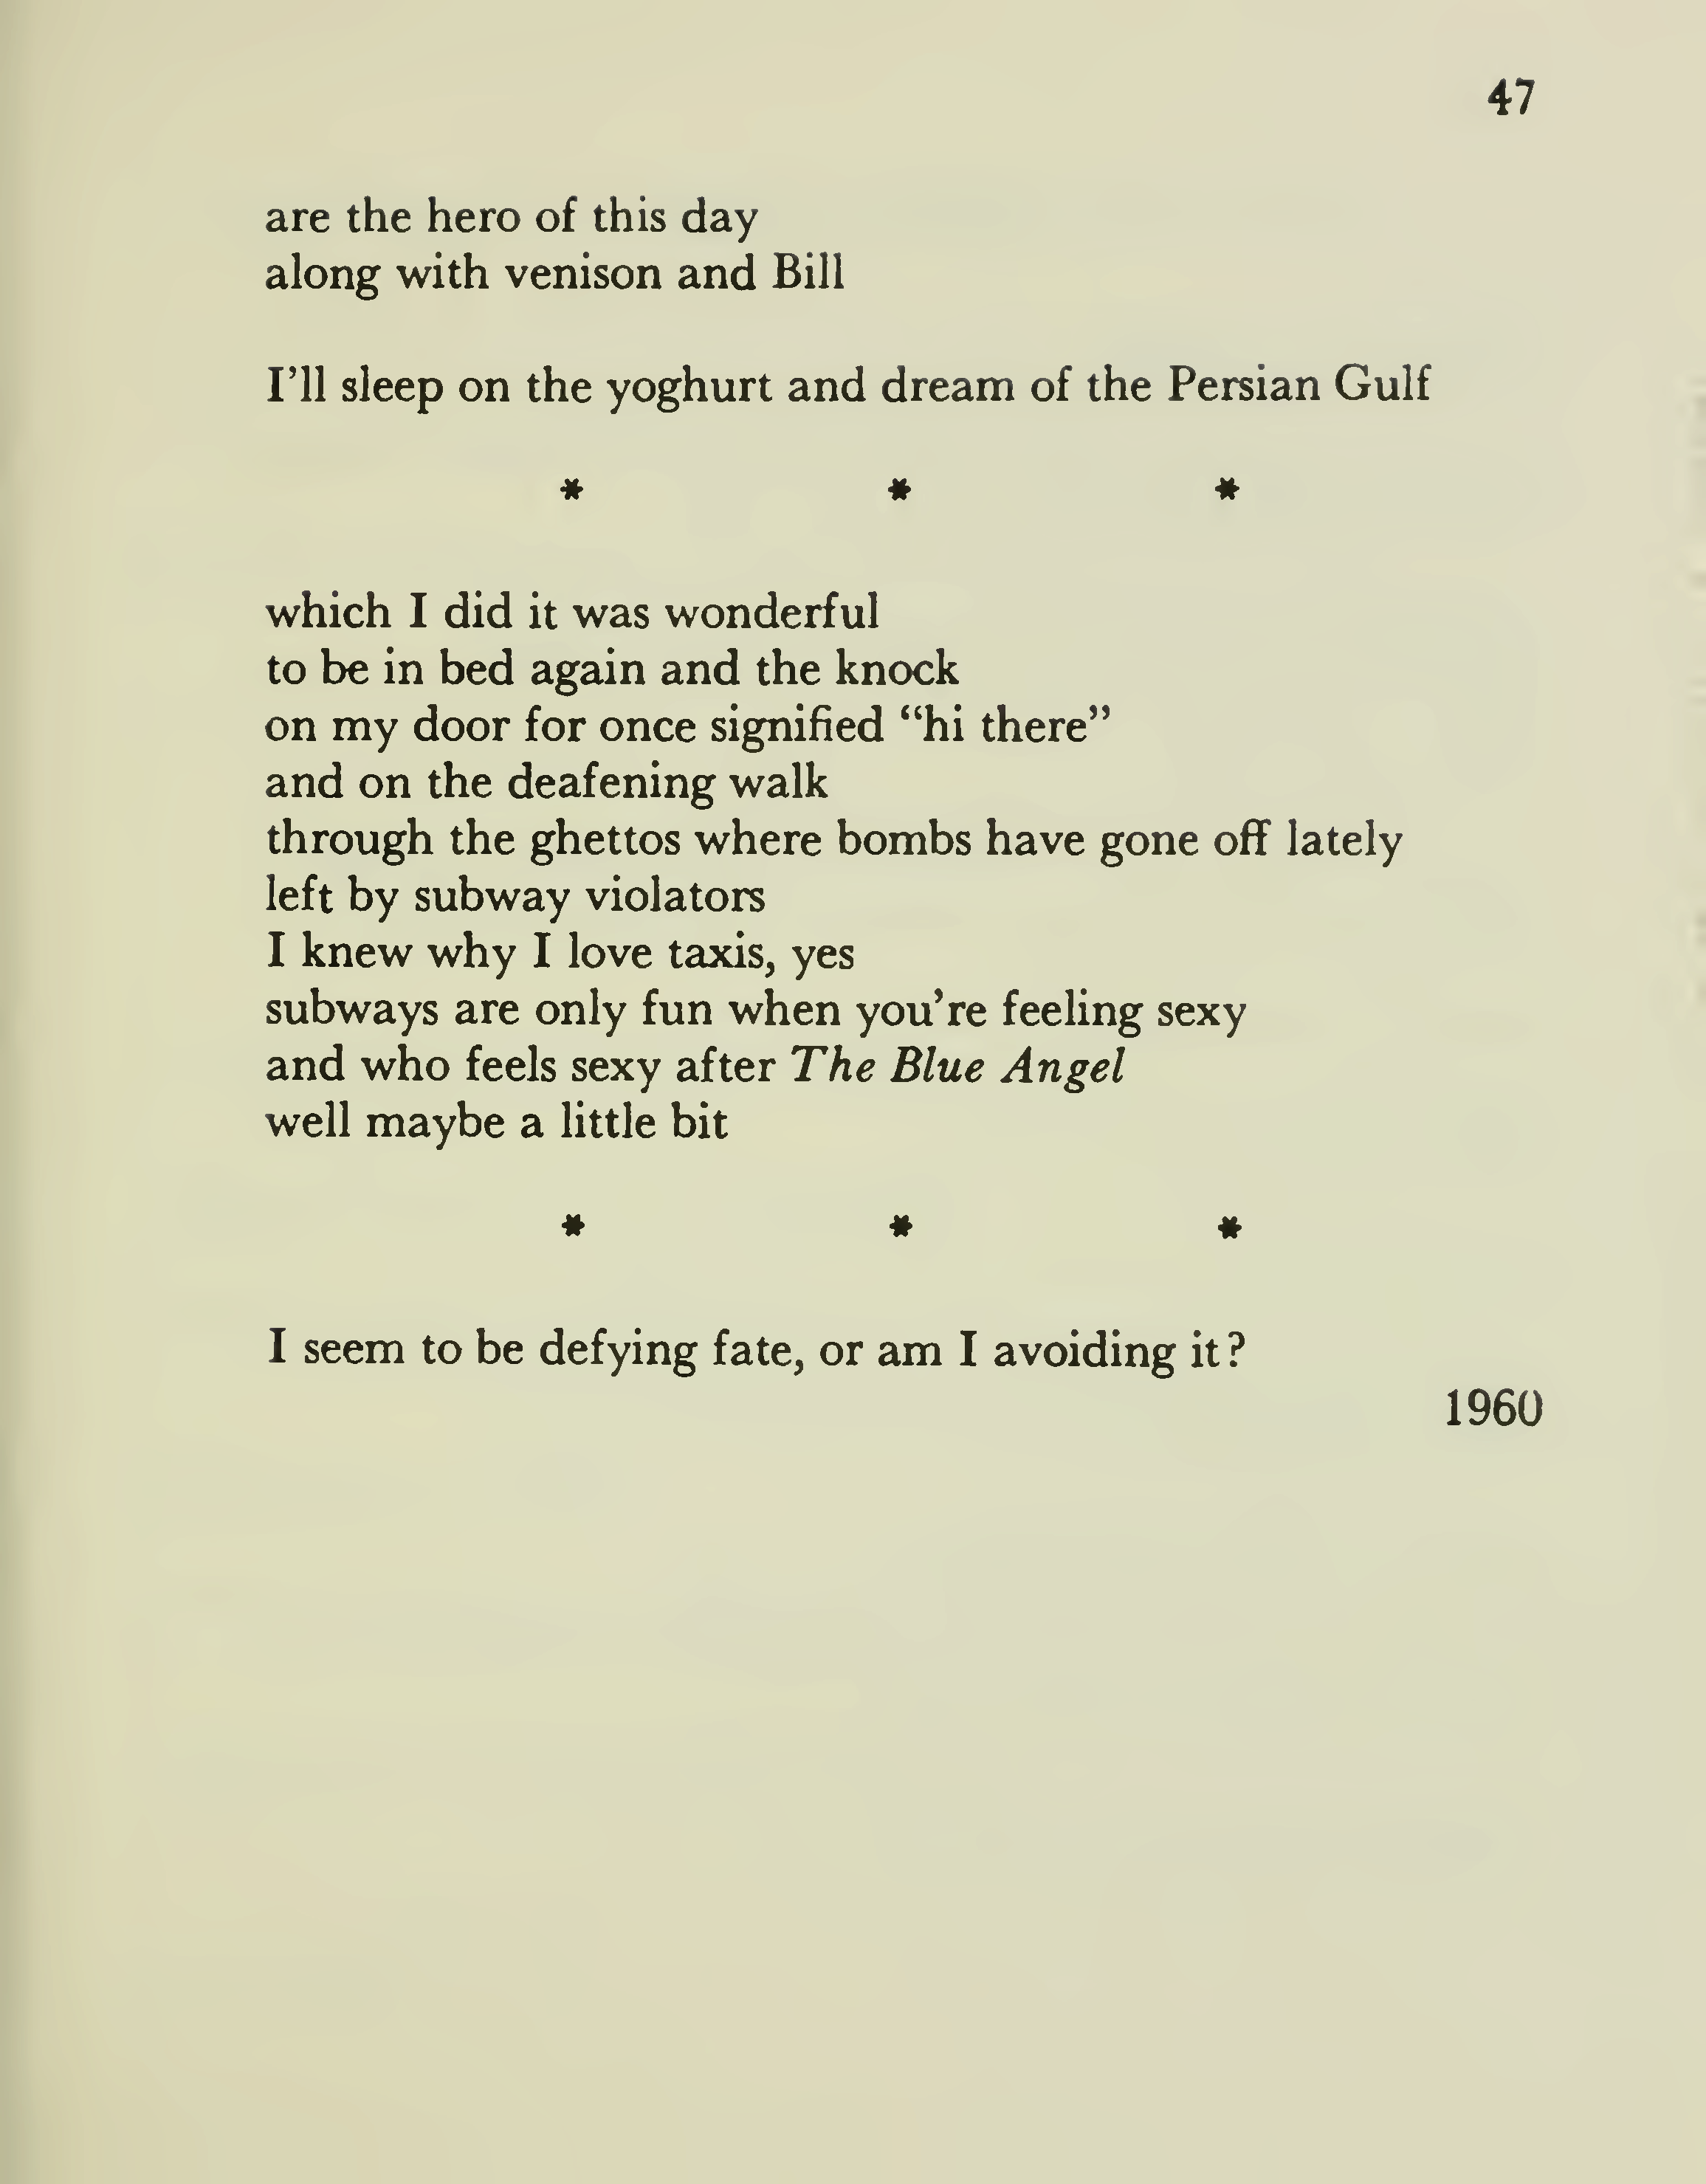 47
are the hero of this day
along with venison and Bill
I’ll sleep on the yoghurt and dream of the Persian Gulf
* * *
which I did it was wonderful
to be in bed again and the knock
on my door for once signified “hi there”
and on the deafening walk
through the ghettos where bombs have gone off lately
left by subway violators
I knew why I love taxis, yes
subways are only fun when you’re feeling sexy
and who feels sexy after The Blue Angel
well maybe a little bit
* * *
I seem to be defying fate, or am I avoiding it?
1960